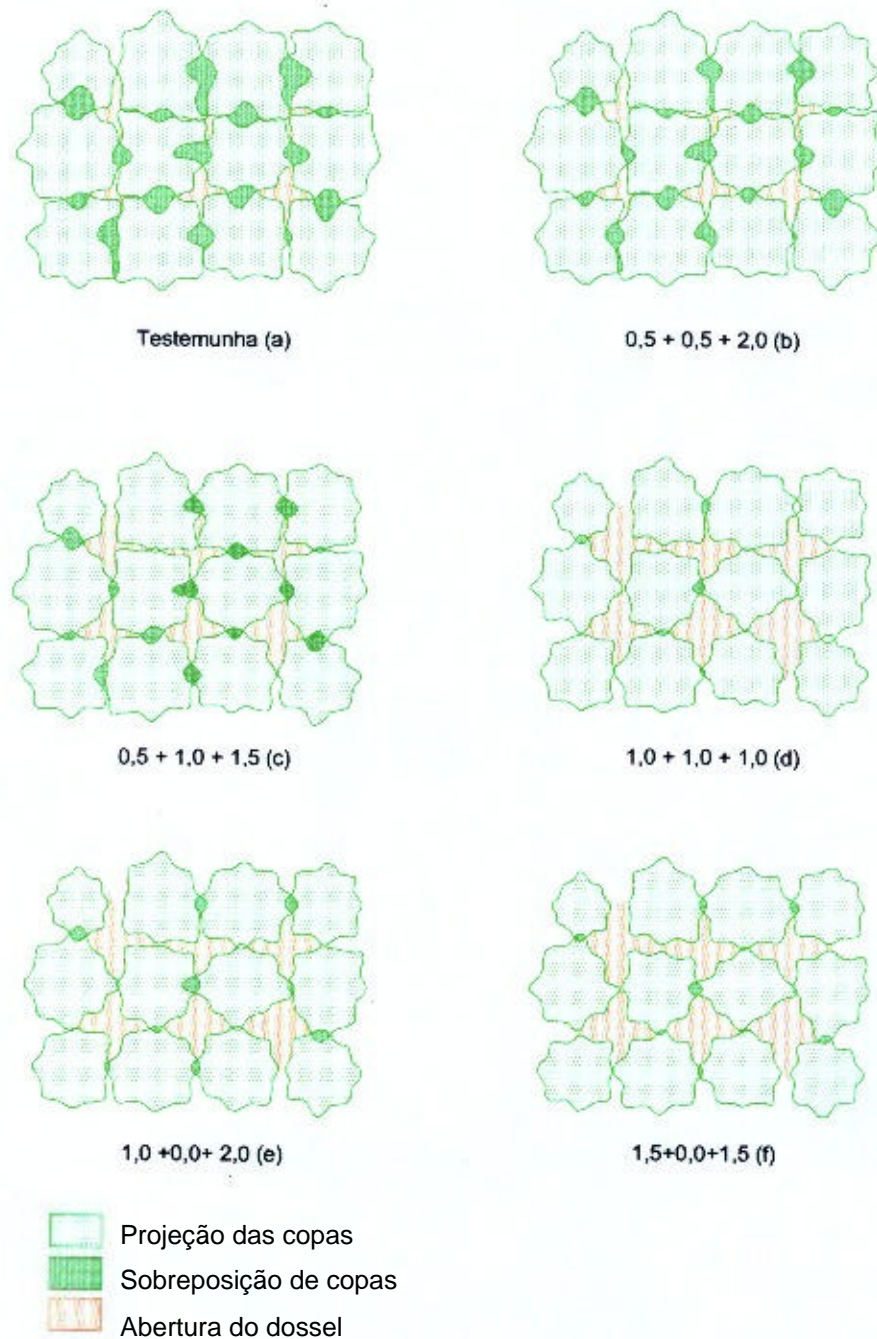 Testemunha (a)
0,5 + 0,5 + 2,0 (b)
0,5 + 1,0 + 1,5 (c)
1,0 + 1,0 + 1,0 (d)
1,0 +0,0+ 2,0 (e)
1,5+0,0+1,5 (f)
Projeção das copas
Sobreposição de copas
Abertura do dossel